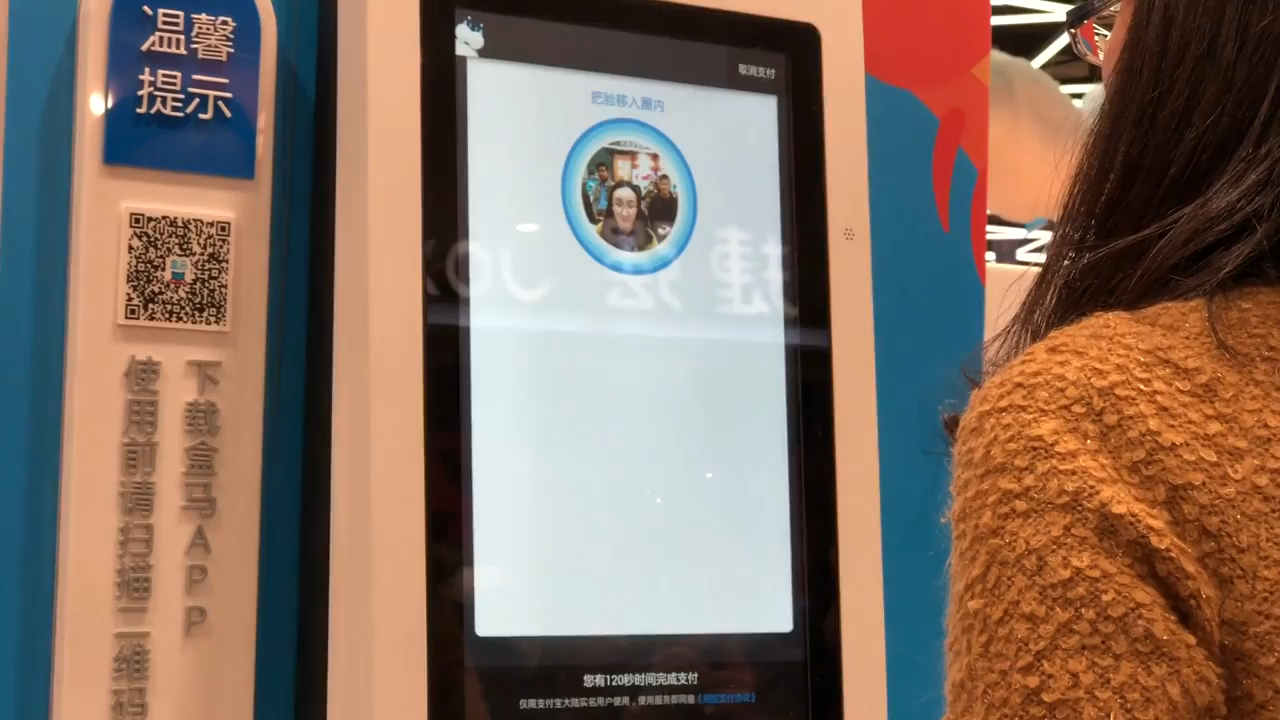 温馨
提示
使用前请扫描二维码
下载盒马APP
取消支付
把脸移入圈内
您有120秒时间完成支付
仅限支付宝大陆实名用户使用，使用服务即同意